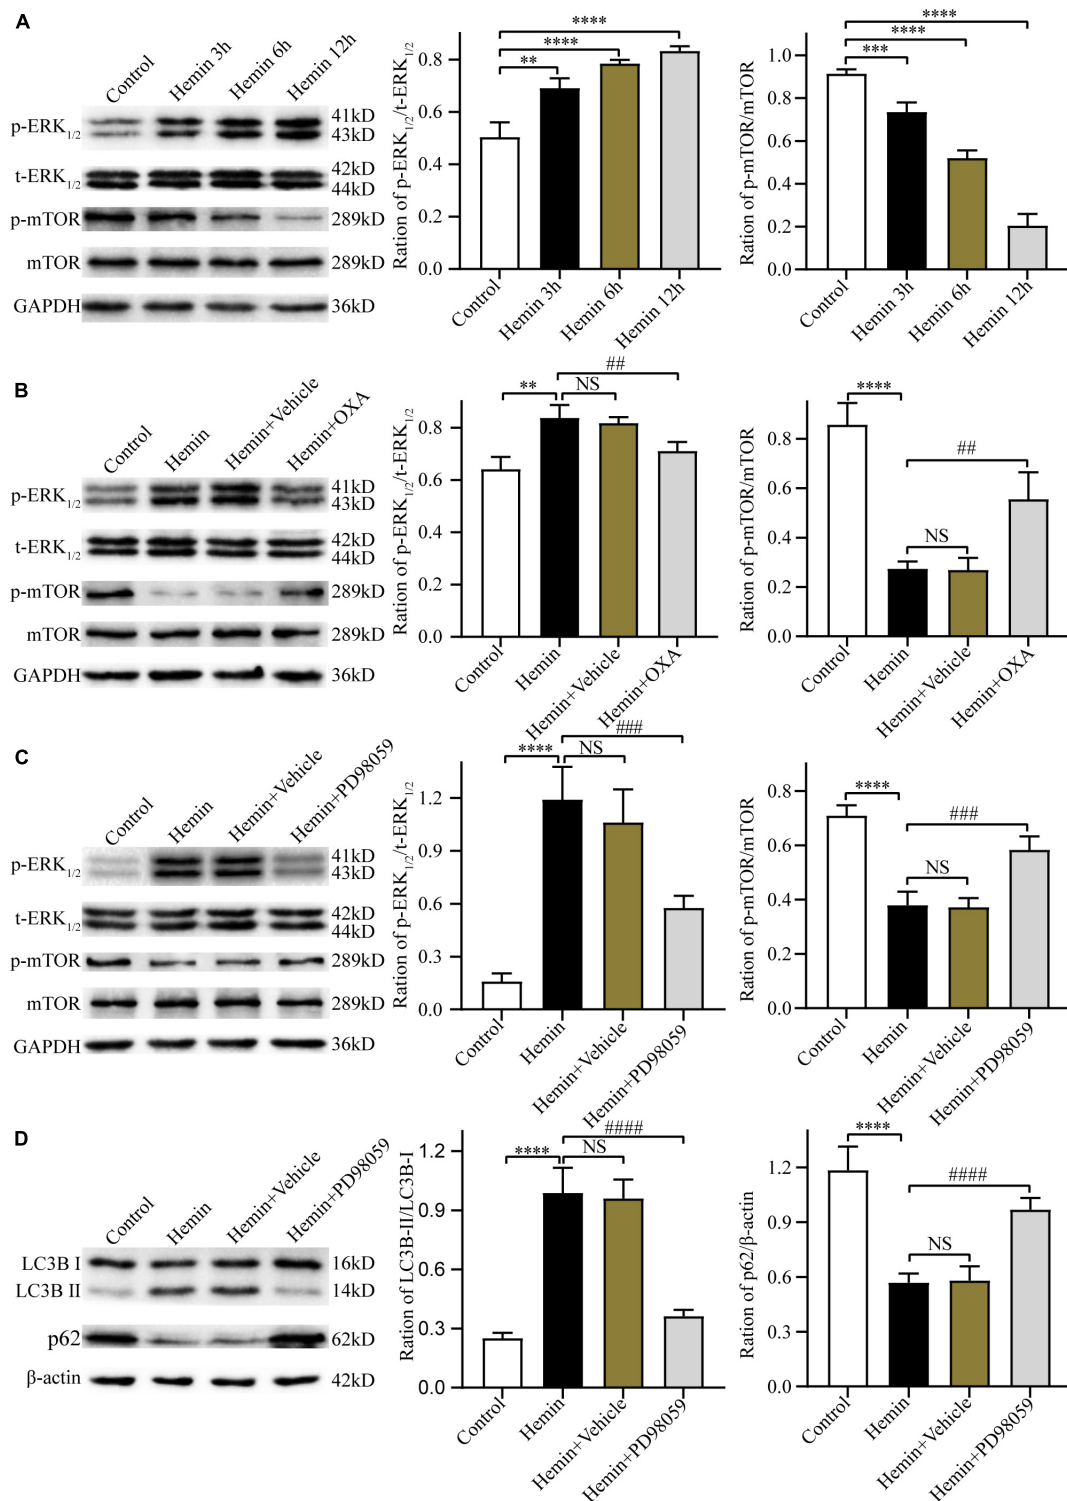 A
Control
Hemin 3h
Hemin 6h
Hemin 12h
p-ERK1/2
41kD
43kD
t-ERK1/2
42kD
44kD
p-mTOR
289kD
mTOR
289kD
GAPDH
36kD
Ration of p-ERK1/2/t-ERK1/2
0.8
0.6
0.4
0.2
0.0
****
****
**
Control
Hemin 3h
Hemin 6h
Hemin 12h
Ration of p-mTOR/mTOR
1.0
0.8
0.6
0.4
0.2
0.0
****
****
***
Control
Hemin 3h
Hemin 6h
Hemin 12h
B
Control
Hemin
Hemin+Vehicle
Hemin+OXA
p-ERK1/2
41kD
43kD
t-ERK1/2
42kD
44kD
p-mTOR
289kD
mTOR
289kD
GAPDH
36kD
Ration of p-ERK1/2/t-ERK1/2
0.8
0.6
0.4
0.2
0.0
##
**
NS
Control
Hemin
Hemin+Vehicle
Hemin+OXA
Ration of p-mTOR/mTOR
0.8
0.6
0.4
0.2
0.0
****
##
NS
Control
Hemin
Hemin+Vehicle
Hemin+OXA
C
Control
Hemin
Hemin+Vehicle
Hemin+PD98059
p-ERK1/2
41kD
43kD
t-ERK1/2
42kD
44kD
p-mTOR
289kD
mTOR
289kD
GAPDH
36kD
Ration of p-ERK1/2/t-ERK1/2
1.2
0.9
0.6
0.3
0.0
###
****
NS
Control
Hemin
Hemin+Vehicle
Hemin+PD98059
Ration of p-mTOR/mTOR
0.8
0.6
0.4
0.2
0.0
****
###
NS
Control
Hemin
Hemin+Vehicle
Hemin+PD98059
D
Control
Hemin
Hemin+Vehicle
Hemin+PD98059
LC3B I
16kD
LC3B II
14kD
p62
62kD
β-actin
42kD
Ration of LC3B-II/LC3B-I
1.2
0.9
0.6
0.3
0.0
####
****
NS
Control
Hemin
Hemin+Vehicle
Hemin+PD98059
Ration of p62/β-actin
1.2
0.9
0.6
0.3
0.0
****
####
NS
Control
Hemin
Hemin+Vehicle
Hemin+PD98059